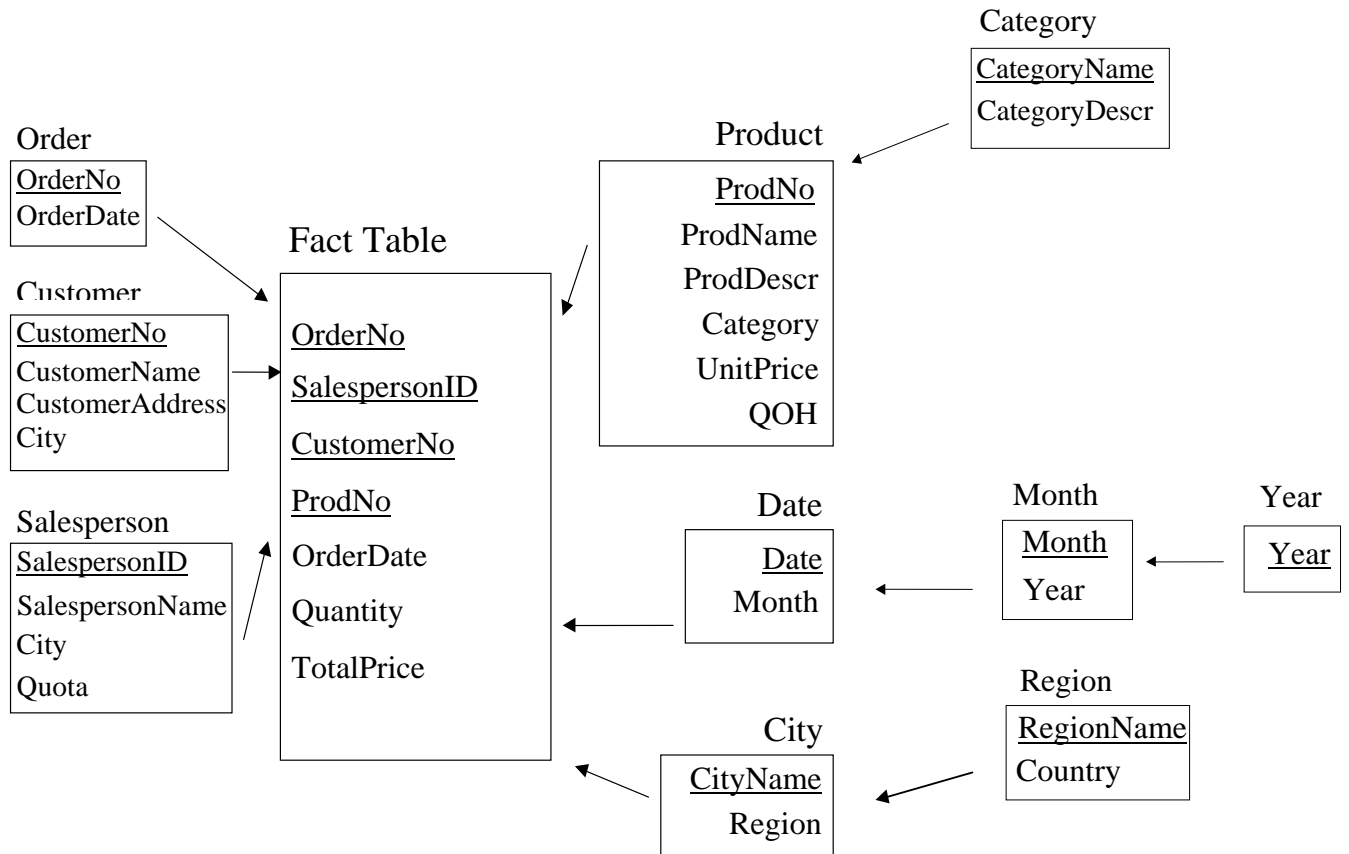 Category
CategoryName
CategoryDescr
Order
OrderNo
OrderDate
Customer
CustomerNo
CustomerName
CustomerAddress
City
Salesperson
SalespersonID
SalespersonName
City
Quota
Fact Table
OrderNo
SalespersonID
CustomerNo
ProdNo
OrderDate
Quantity
TotalPrice
Product
ProdNo
ProdName
ProdDescr
Category
UnitPrice
QOH
Date
Date
Month
Month
Month
Year
Year
Year
City
CityName
Region
Region
RegionName
Country